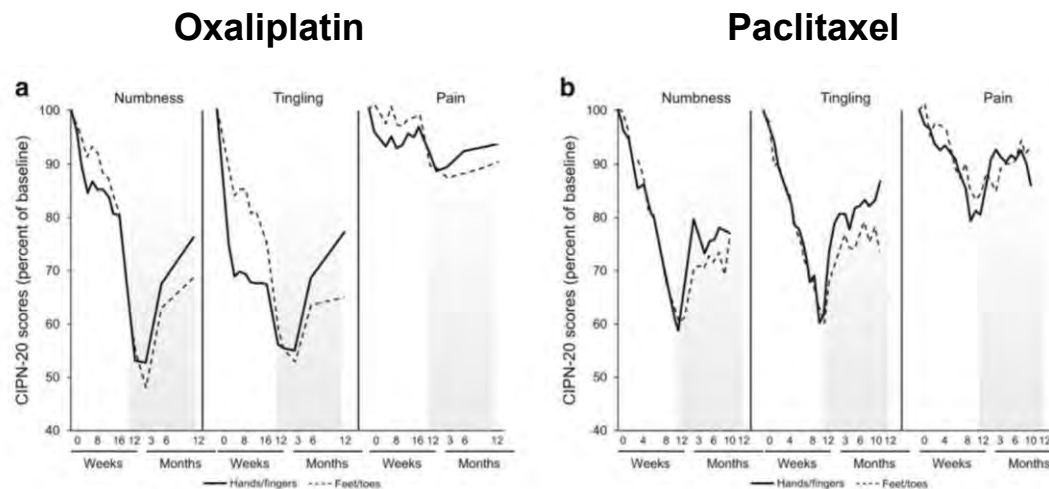 Oxaliplatin
Paclitaxel
a
Numbness Tingling Pain
CIPN-20 scores (percent of baseline)
100
90
80
70
60
50
40
0 8 16 12 3 6 12 0 8 16 12 3 6 12 0 8 16 12 3 6 12
Weeks Months Weeks Months Weeks Months
Hands/fingers Feet/toes
b
Numbness Tingling Pain
CIPN-20 scores (percent of baseline)
100
90
80
70
60
50
40
0 4 8 12 3 6 10 12 0 4 8 12 3 6 10 12 0 4 8 12 3 6 10 12
Weeks Months Weeks Months Weeks Months
Hands/fingers Feet/toes